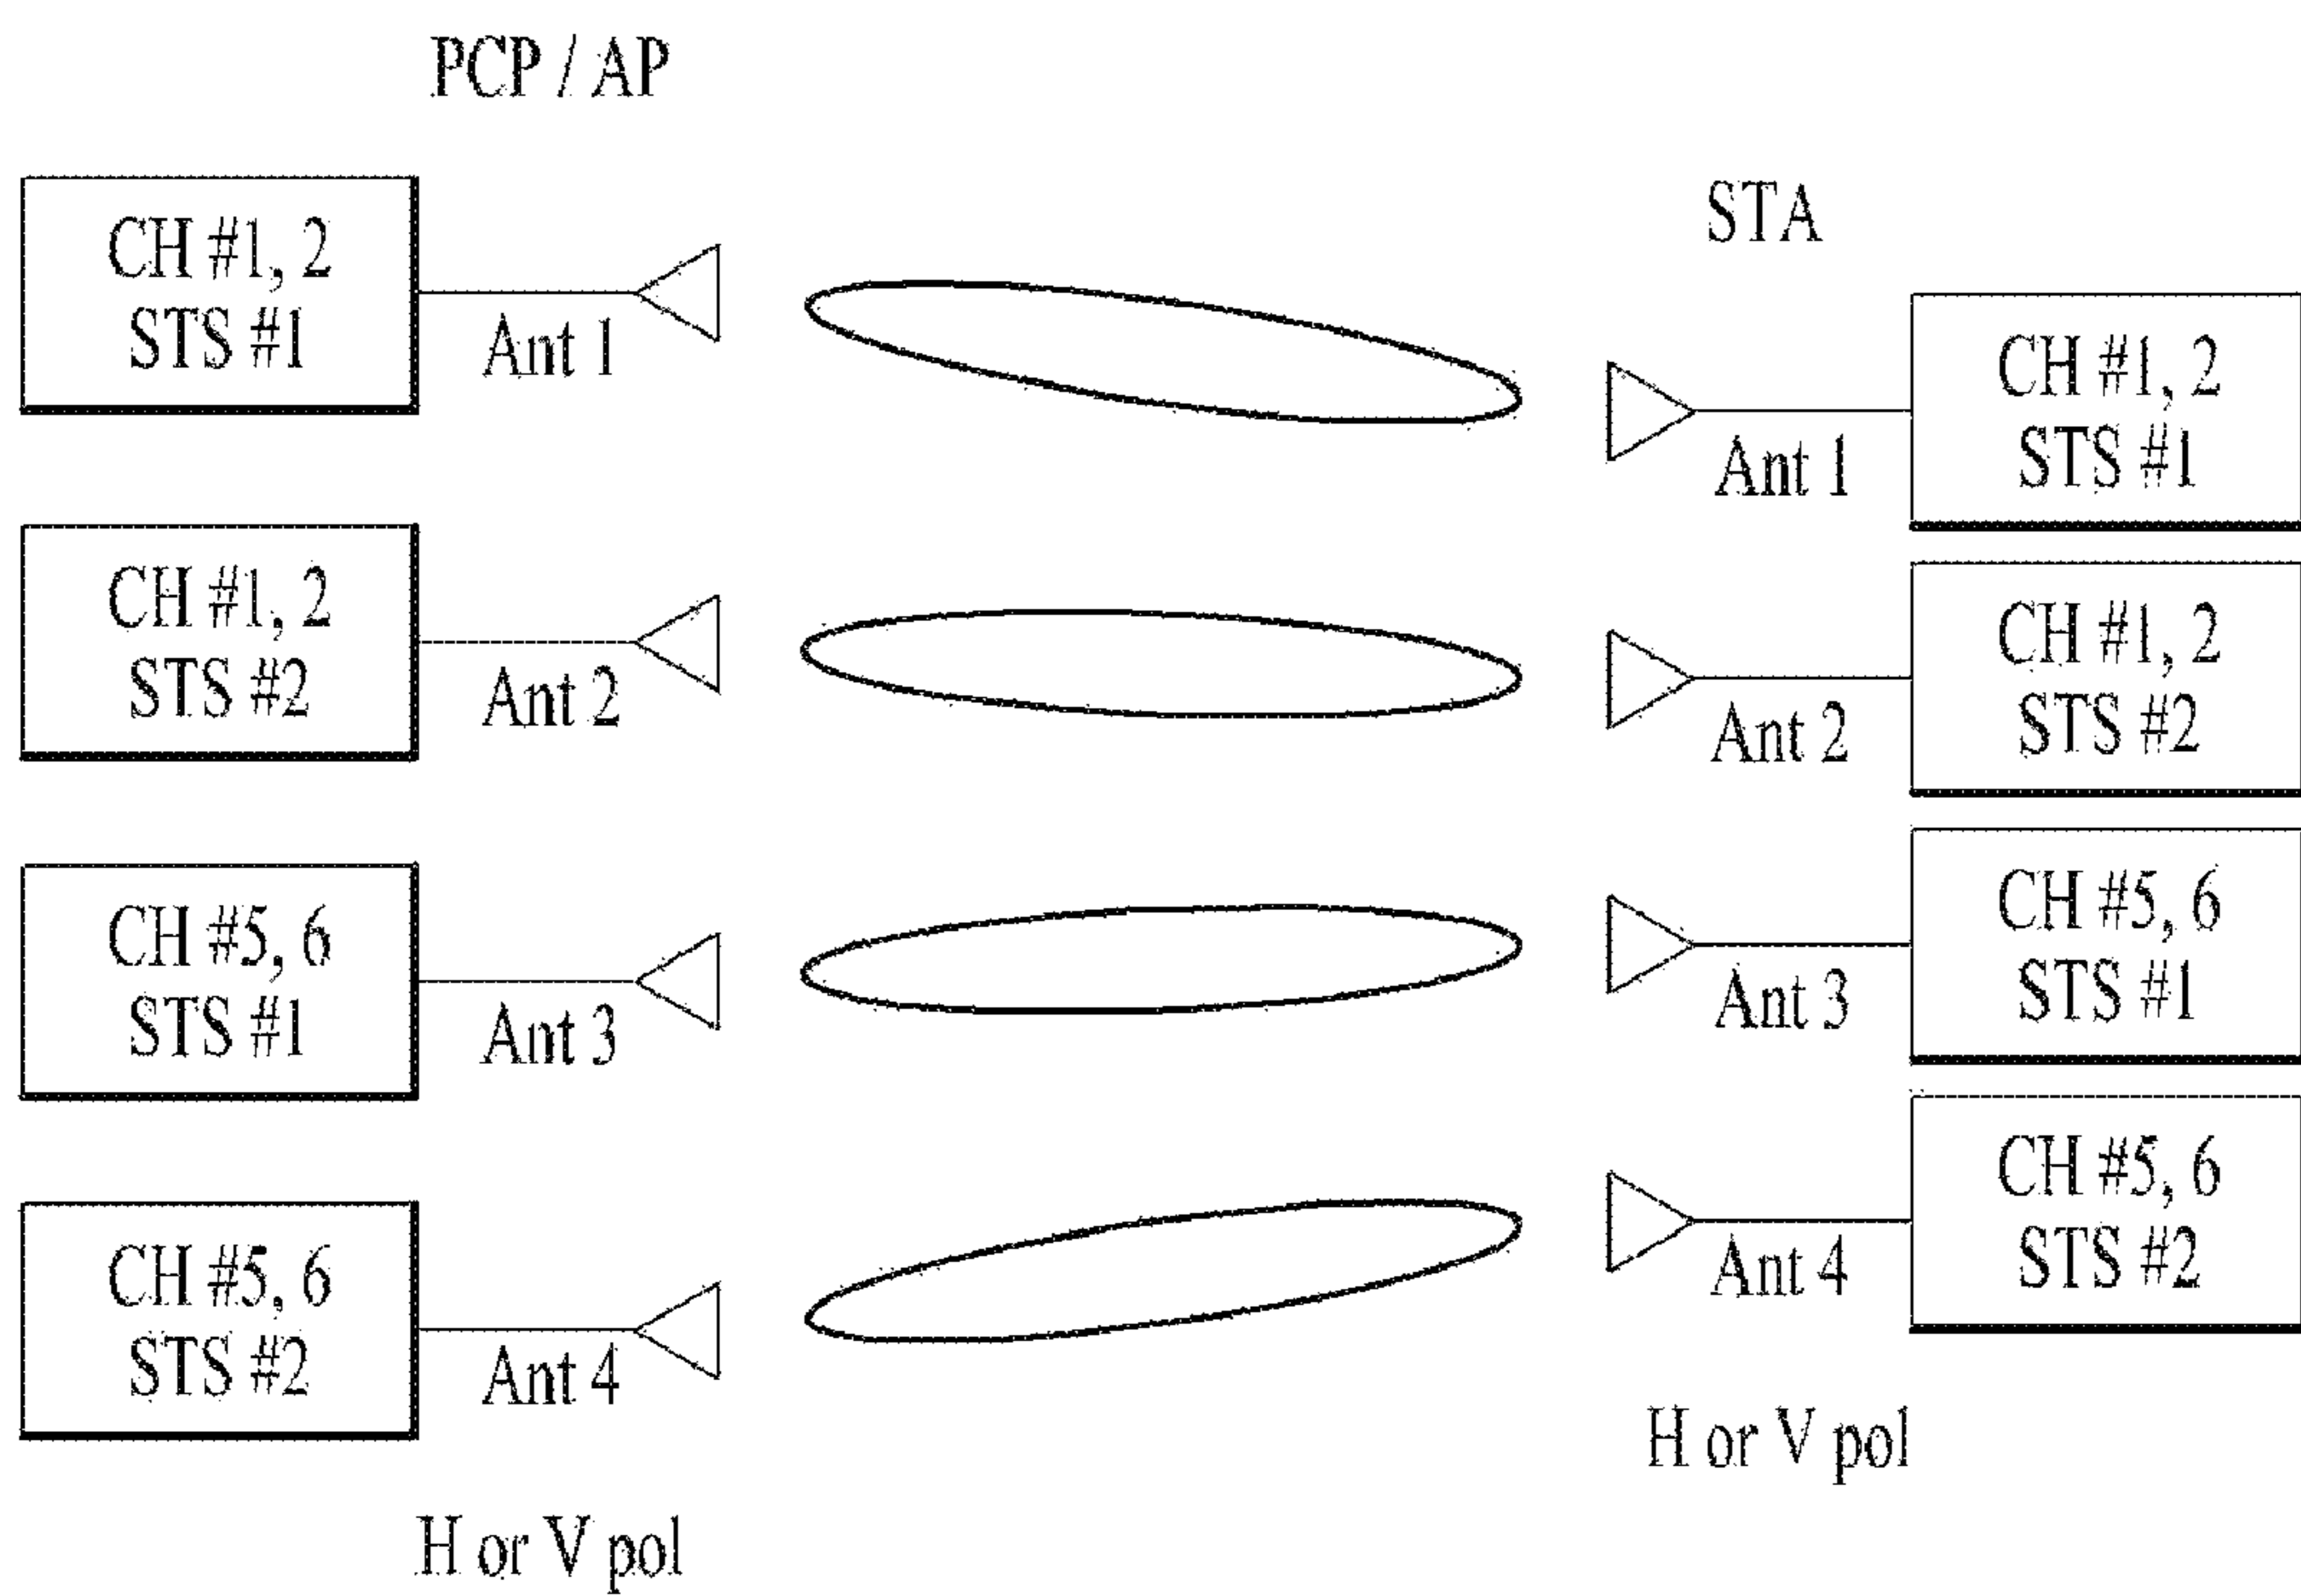 PCP / AP
CH #1, 2
STS #1
Ant 1
CH #1, 2
STS #2
Ant 2
CH #5, 6
STS #1
Ant 3
CH #5, 6
STS #2
Ant 4
H or V pol
STA
CH #1, 2
STS #1
Ant 1
CH #1, 2
STS #2
Ant 2
CH #5, 6
STS #1
Ant 3
CH #5, 6
STS #2
Ant 4
H or V pol